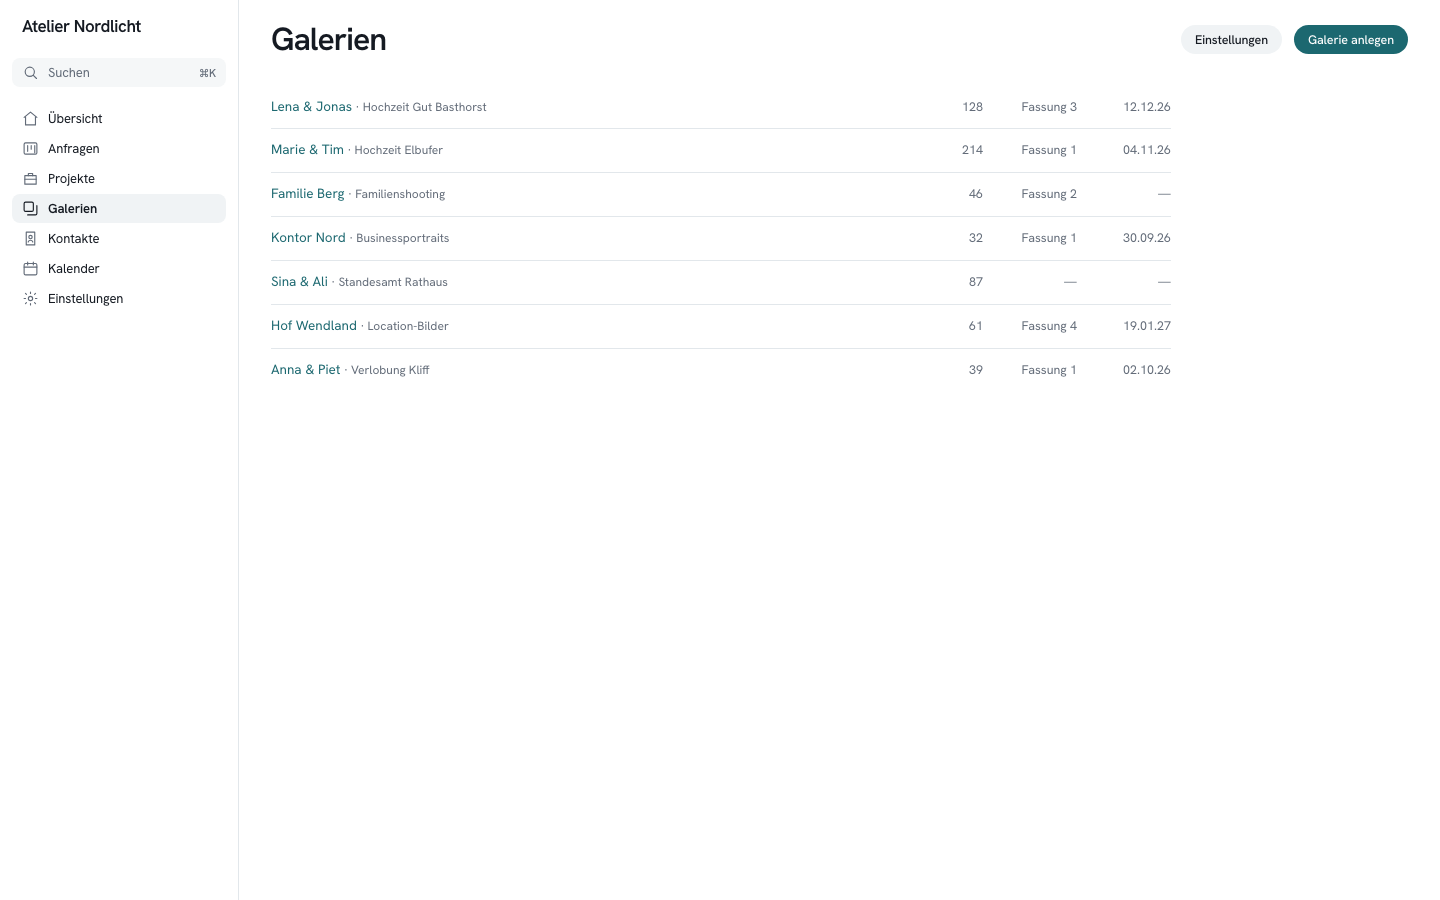 Atelier Nordlicht
Suchen ⌘K
Übersicht
Anfragen
Projekte
Galerien
Kontakte
Kalender
Einstellungen
Galerien
Einstellungen Galerie anlegen
Lena & Jonas · Hochzeit Gut Basthorst 128 Fassung 3 12.12.26
Marie & Tim · Hochzeit Elbufer 214 Fassung 1 04.11.26
Familie Berg · Familienshooting 46 Fassung 2 —
Kontor Nord · Businessportraits 32 Fassung 1 30.09.26
Sina & Ali · Standesamt Rathaus 87 — —
Hof Wendland · Location-Bilder 61 Fassung 4 19.01.27
Anna & Piet · Verlobung Kliff 39 Fassung 1 02.10.26